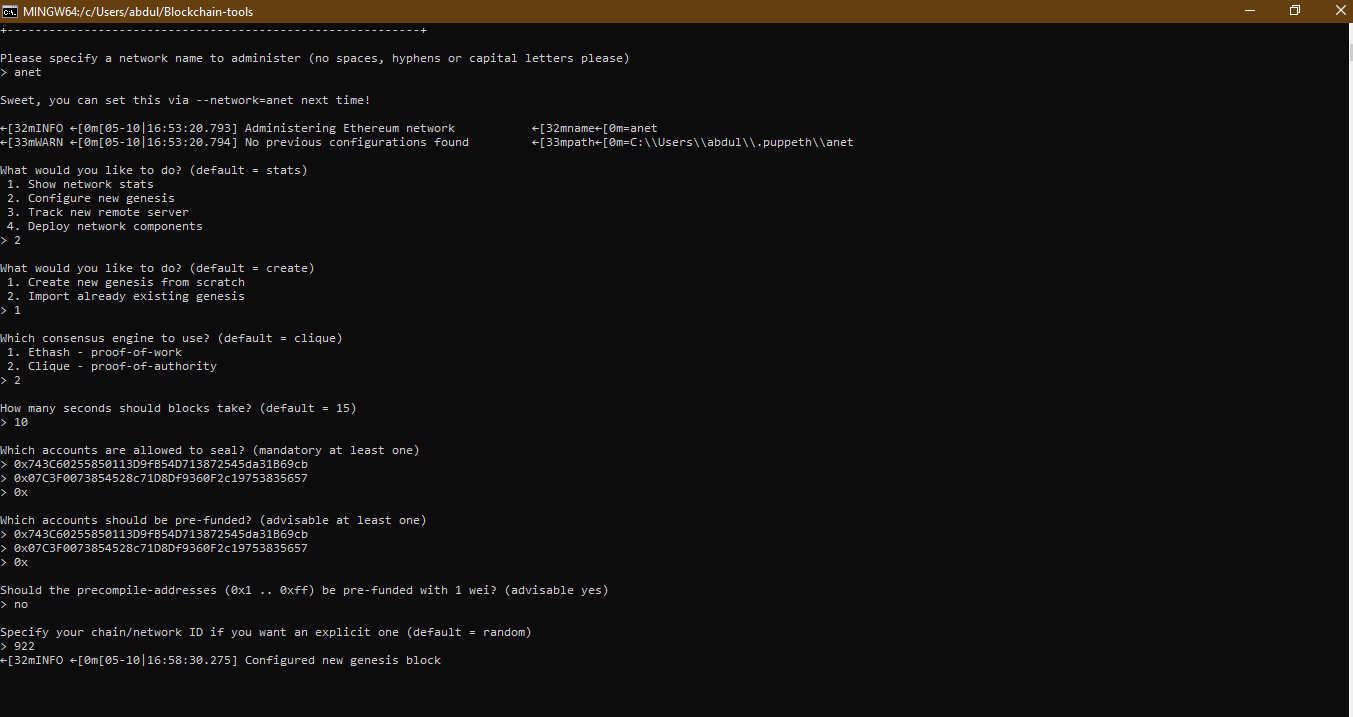 MINGW64:/c/Users/abdul/Blockchain-tools
+-----------------------------------------------------------+
Please specify a network name to administer (no spaces, hyphens or capital letters please)
> anet
Sweet, you can set this via --network=anet next time!
←[32mINFO ←[0m[05-10|16:53:20.793] Administering Ethereum network           ←[32mname←[0m=anet
←[33mWARN ←[0m[05-10|16:53:20.794] No previous configurations found         ←[33mpath←[0m=C:\\Users\\abdul\\.puppeth\\anet
What would you like to do? (default = stats)
 1. Show network stats
 2. Configure new genesis
 3. Track new remote server
 4. Deploy network components
> 2
What would you like to do? (default = create)
 1. Create new genesis from scratch
 2. Import already existing genesis
> 1
Which consensus engine to use? (default = clique)
 1. Ethash - proof-of-work
 2. Clique - proof-of-authority
> 2
How many seconds should blocks take? (default = 15)
> 10
Which accounts are allowed to seal? (mandatory at least one)
> 0x743C60255850113D9fB54D713872545da31B69cb
> 0x07C3F0073854528c71D8Df9360F2c19753835657
> 0x
Which accounts should be pre-funded? (advisable at least one)
> 0x743C60255850113D9fB54D713872545da31B69cb
> 0x07C3F0073854528c71D8Df9360F2c19753835657
> 0x
Should the precompile-addresses (0x1 .. 0xff) be pre-funded with 1 wei? (advisable yes)
> no
Specify your chain/network ID if you want an explicit one (default = random)
> 922
←[32mINFO ←[0m[05-10|16:58:30.275] Configured new genesis block